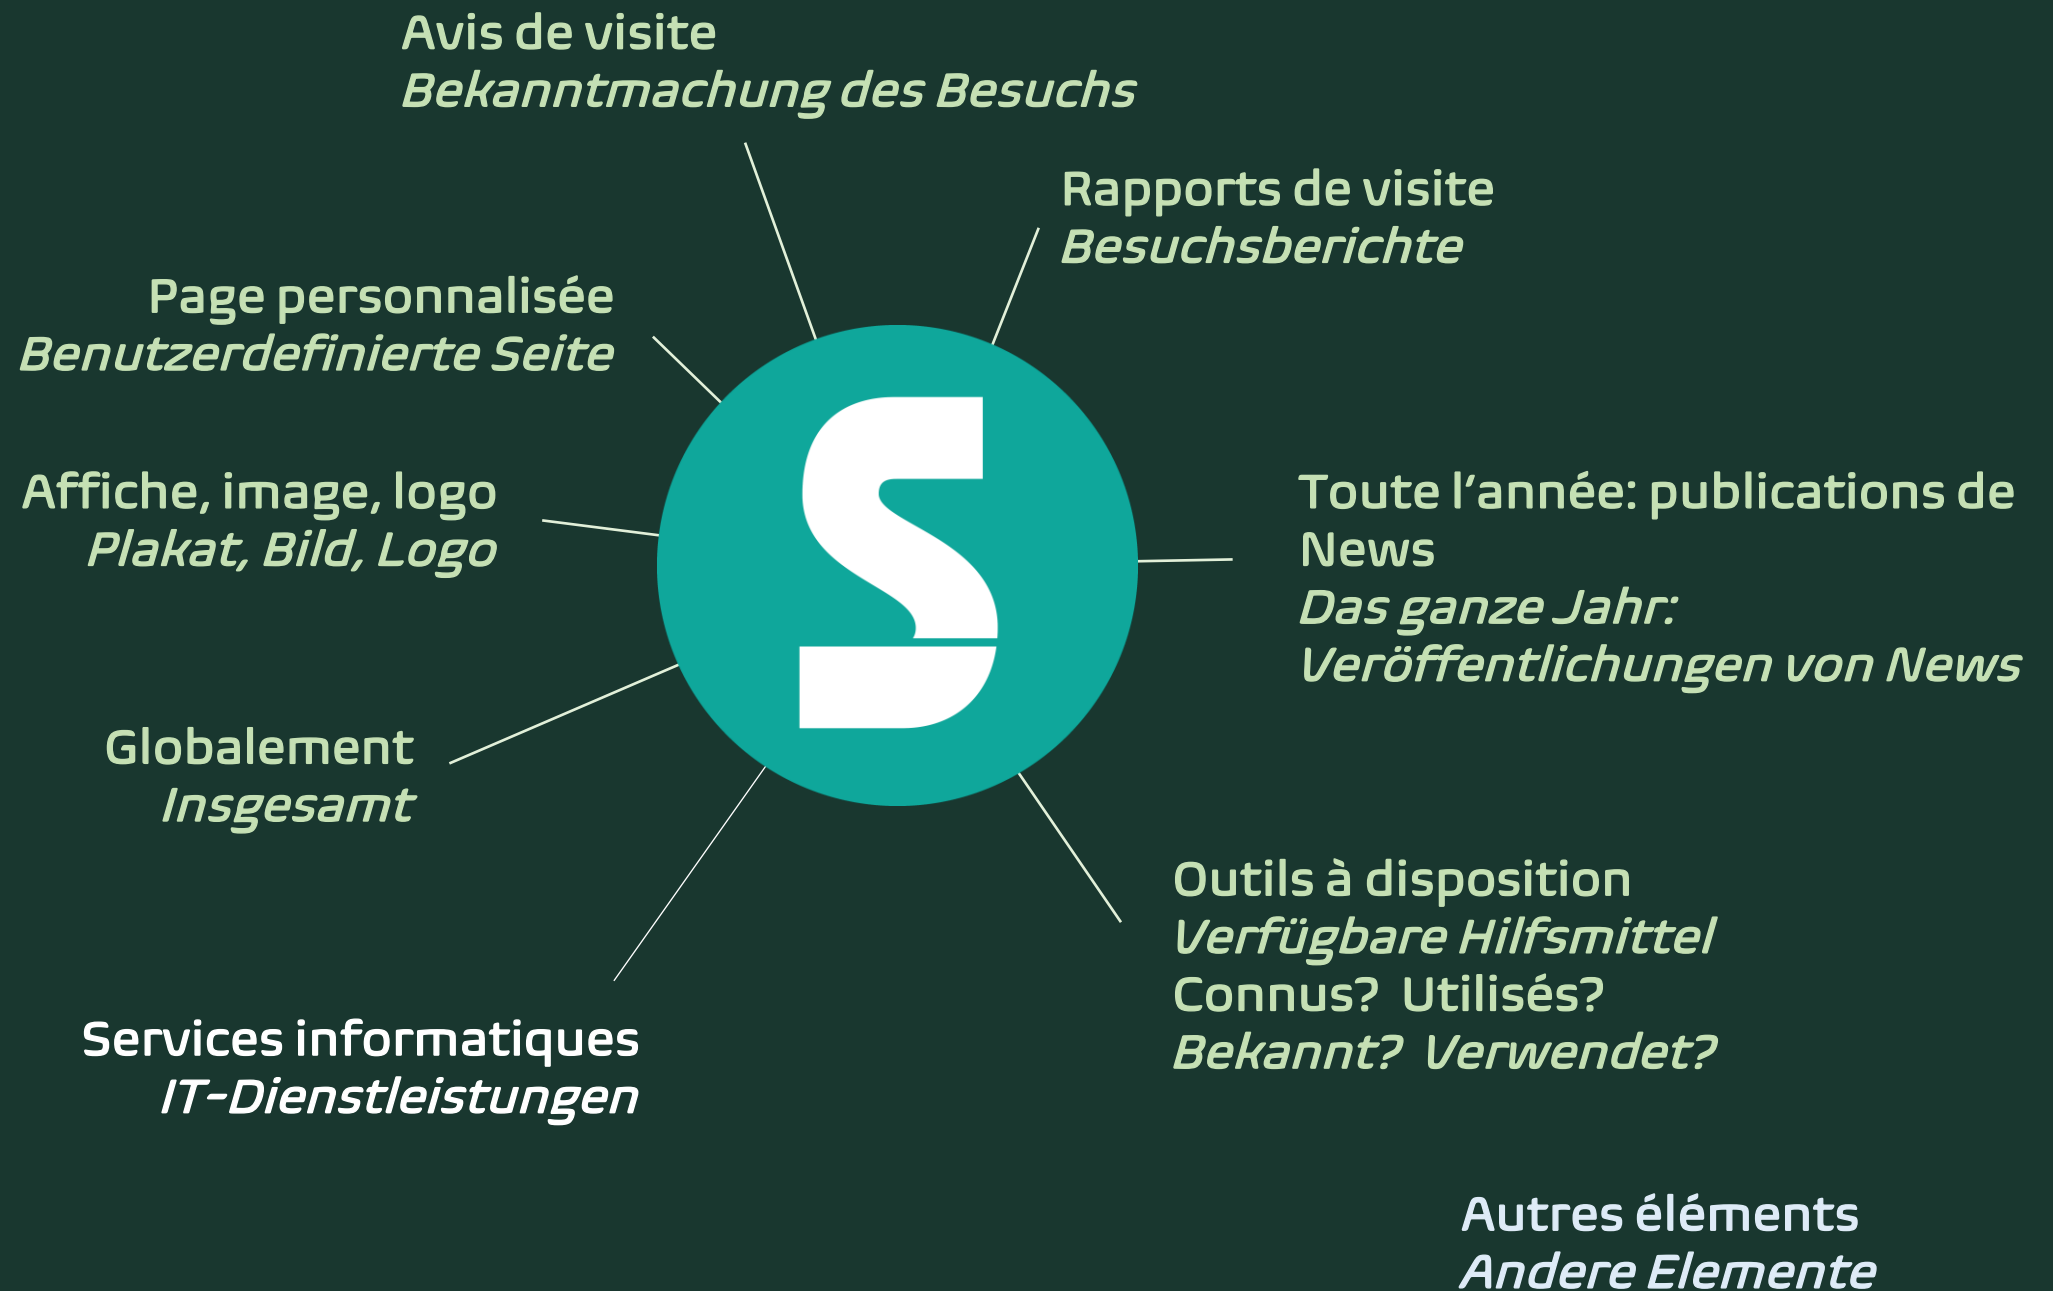 Avis de visite
Bekanntmachung des Besuchs
Rapports de visite
Besuchsberichte
Page personnalisée
Benutzerdefinierte Seite
Affiche, image, logo
Plakat, Bild, Logo
Toute l’année: publications de
News
Das ganze Jahr:
Veröffentlichungen von News
Globalement
Insgesamt
Outils à disposition
Verfügbare Hilfsmittel
Connus?  Utilisés?
Bekannt?  Verwendet?
Services informatiques
IT-Dienstleistungen
Autres éléments
Andere Elemente
S